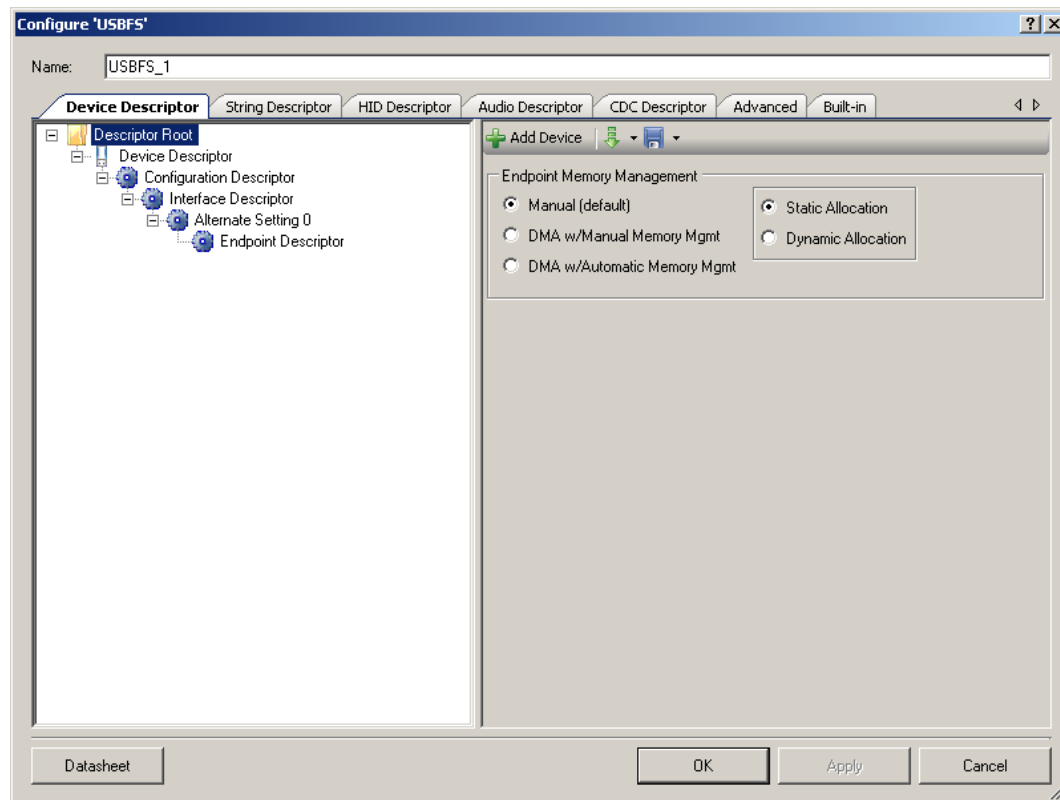 Configure 'USBFS'
Name: USBFS_1
Device Descriptor String Descriptor HID Descriptor Audio Descriptor CDC Descriptor Advanced Built-in
Descriptor Root
Device Descriptor
Configuration Descriptor
Interface Descriptor
Alternate Setting 0
Endpoint Descriptor
Add Device
Endpoint Memory Management
Manual (default)
DMA w/Manual Memory Mgmt
DMA w/Automatic Memory Mgmt
Static Allocation
Dynamic Allocation
Datasheet OK Apply Cancel